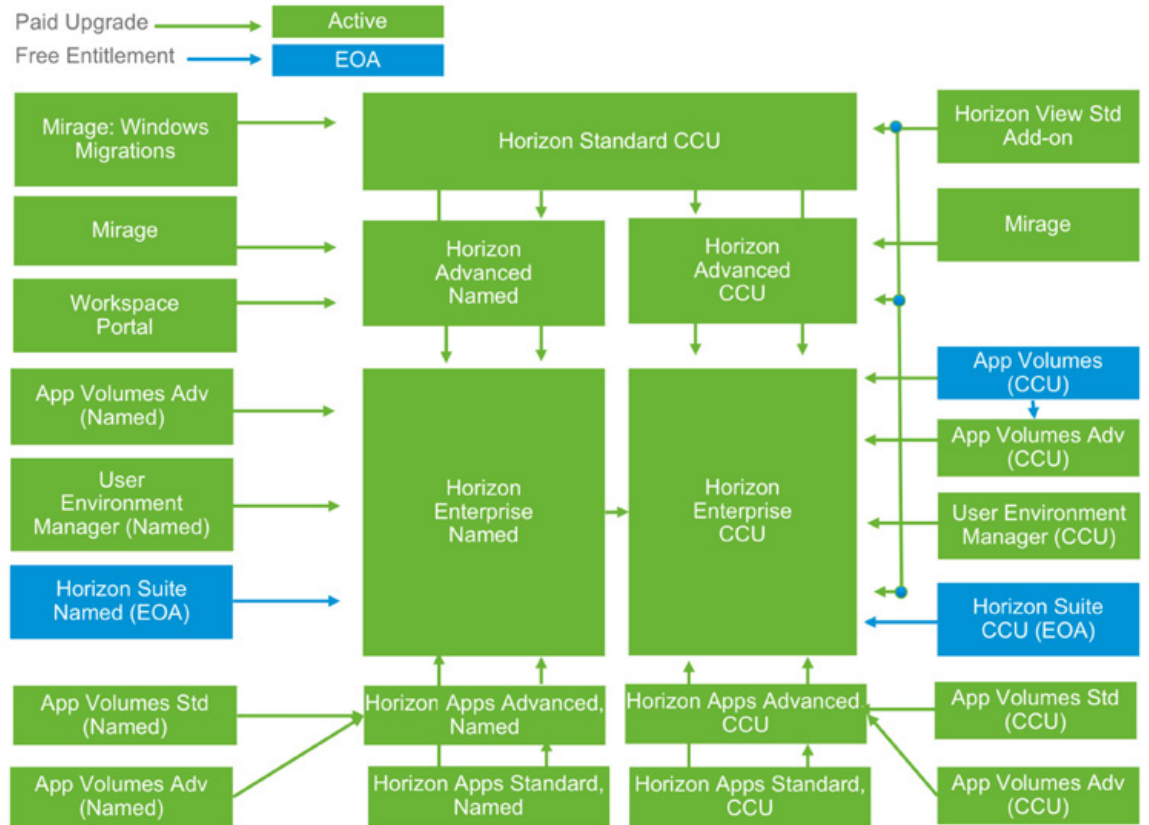 Paid Upgrade
Active
Free Entitlement
EOA
Mirage: Windows
Migrations
Horizon Standard CCU
Horizon View Std
Add-on
Mirage
Horizon
Advanced
Named
Horizon
Advanced
CCU
Mirage
Workspace
Portal
App Volumes Adv
(Named)
User
Environment
Manager (Named)
Horizon Suite
Named (EOA)
Horizon
Enterprise
Named
Horizon
Enterprise
CCU
App Volumes
(CCU)
App Volumes Adv
(CCU)
User Environment
Manager (CCU)
Horizon Suite
CCU (EOA)
App Volumes Std
(Named)
Horizon Apps Advanced,
Named
Horizon Apps Advanced,
CCU
App Volumes Std
(CCU)
App Volumes Adv
(Named)
Horizon Apps Standard,
Named
Horizon Apps Standard,
CCU
App Volumes Adv
(CCU)